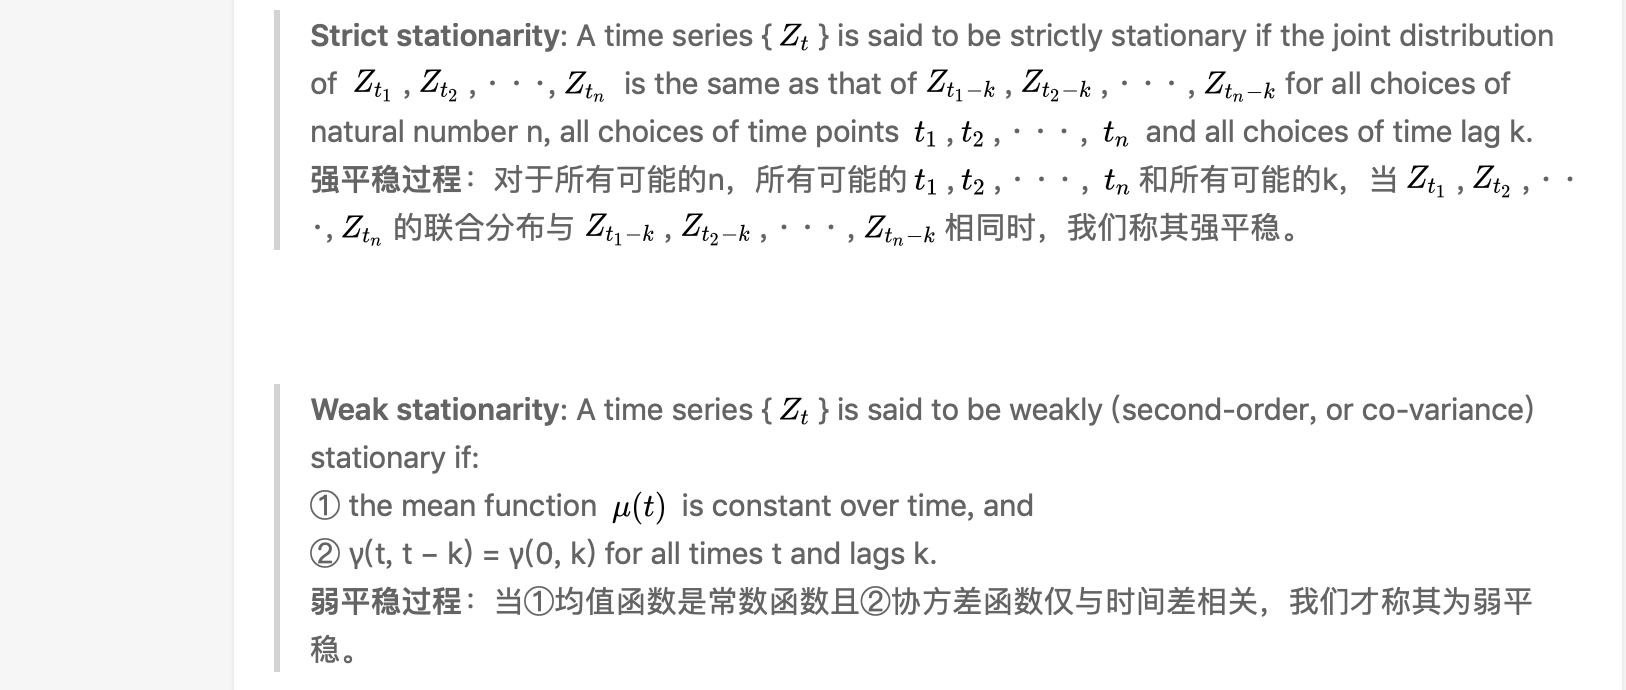 Strict stationarity: A time series { Z_t } is said to be strictly stationary if the joint distribution
of Z_{t_1} , Z_{t_2} , · · ·, Z_{t_n} is the same as that of Z_{t_1−k} , Z_{t_2−k} , · · · , Z_{t_n−k} for all choices of
natural number n, all choices of time points t_1 , t_2 , · · · , t_n and all choices of time lag k.
强平稳过程：对于所有可能的n，所有可能的 t_1 , t_2 , · · · , t_n 和所有可能的k，当 Z_{t_1} , Z_{t_2} , · ·
·, Z_{t_n} 的联合分布与 Z_{t_1−k} , Z_{t_2−k} , · · · , Z_{t_n−k} 相同时，我们称其强平稳。
Weak stationarity: A time series { Z_t } is said to be weakly (second-order, or co-variance)
stationary if:
① the mean function μ(t) is constant over time, and
② γ(t, t − k) = γ(0, k) for all times t and lags k.
弱平稳过程：当①均值函数是常数函数且②协方差函数仅与时间差相关，我们才称其为弱平
稳。